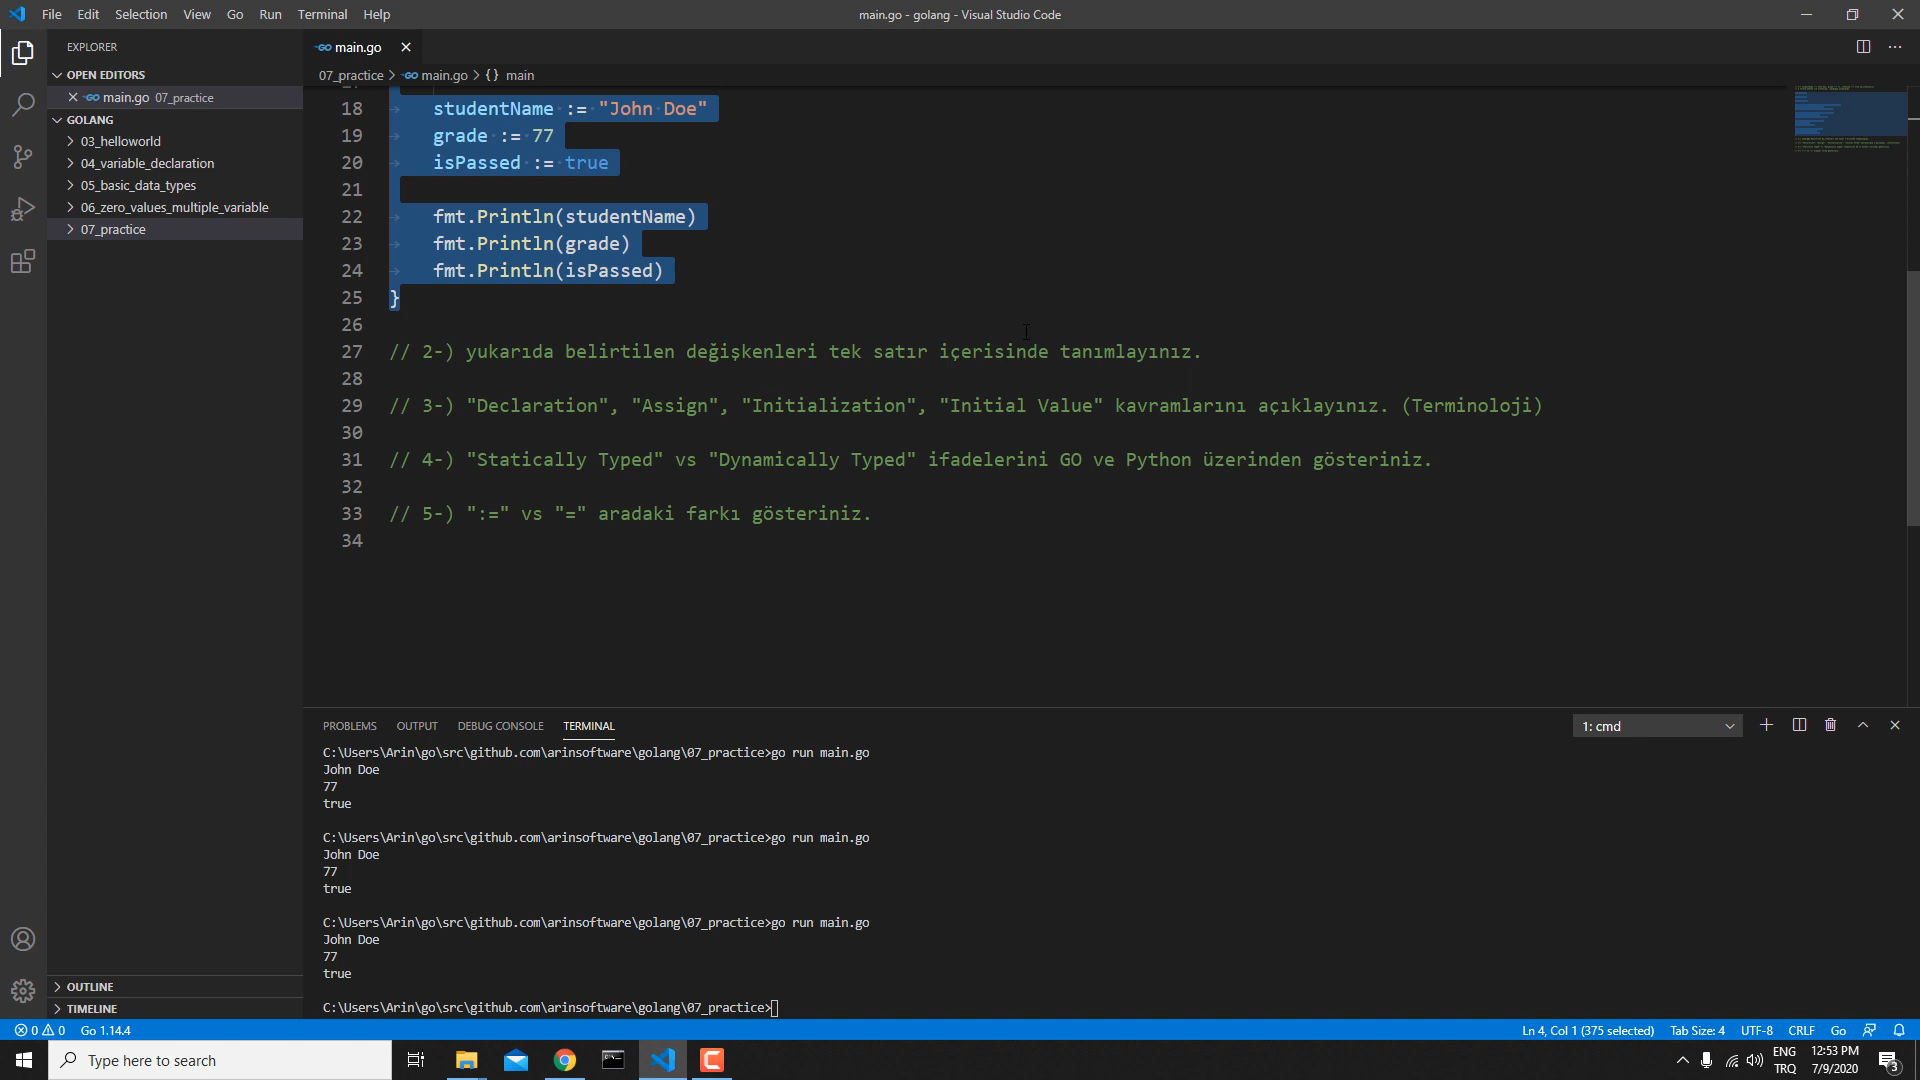 File Edit Selection View Go Run Terminal Help
main.go - golang - Visual Studio Code
EXPLORER
OPEN EDITORS
main.go 07_practice
GOLANG
03_helloworld
04_variable_declaration
05_basic_data_types
06_zero_values_multiple_variable
07_practice
OUTLINE
TIMELINE
main.go
07_practice > main.go > {} main
18 studentName := "John Doe"
19 grade := 77
20 isPassed := true
21
22 fmt.Println(studentName)
23 fmt.Println(grade)
24 fmt.Println(isPassed)
25 }
26
27 // 2-) yukarıda belirtilen değişkenleri tek satır içerisinde tanımlayınız.
28
29 // 3-) "Declaration", "Assign", "Initialization", "Initial Value" kavramlarını açıklayınız. (Terminoloji)
30
31 // 4-) "Statically Typed" vs "Dynamically Typed" ifadelerini GO ve Python üzerinden gösteriniz.
32
33 // 5-) ":=" vs "=" aradaki farkı gösteriniz.
34
PROBLEMS OUTPUT DEBUG CONSOLE TERMINAL
1: cmd
C:\Users\Arin\go\src\github.com\arinsoftware\golang\07_practice>go run main.go
John Doe
77
true
C:\Users\Arin\go\src\github.com\arinsoftware\golang\07_practice>go run main.go
John Doe
77
true
C:\Users\Arin\go\src\github.com\arinsoftware\golang\07_practice>go run main.go
John Doe
77
true
C:\Users\Arin\go\src\github.com\arinsoftware\golang\07_practice>
0 0 Go 1.14.4
Ln 4, Col 1 (375 selected) Tab Size: 4 UTF-8 CRLF Go
Type here to search
ENG
TRQ
12:53 PM
7/9/2020
3